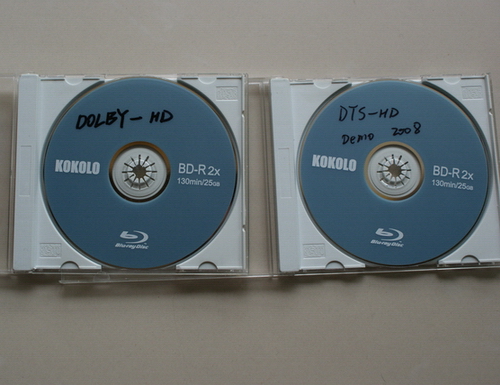 DOLBY - HD
KOKOLO
BD-R 2x
130min/25GB
Blu-ray Disc
DTS-HD
DEMO 2008
KOKOLO
BD-R 2x
130min/25GB
Blu-ray Disc